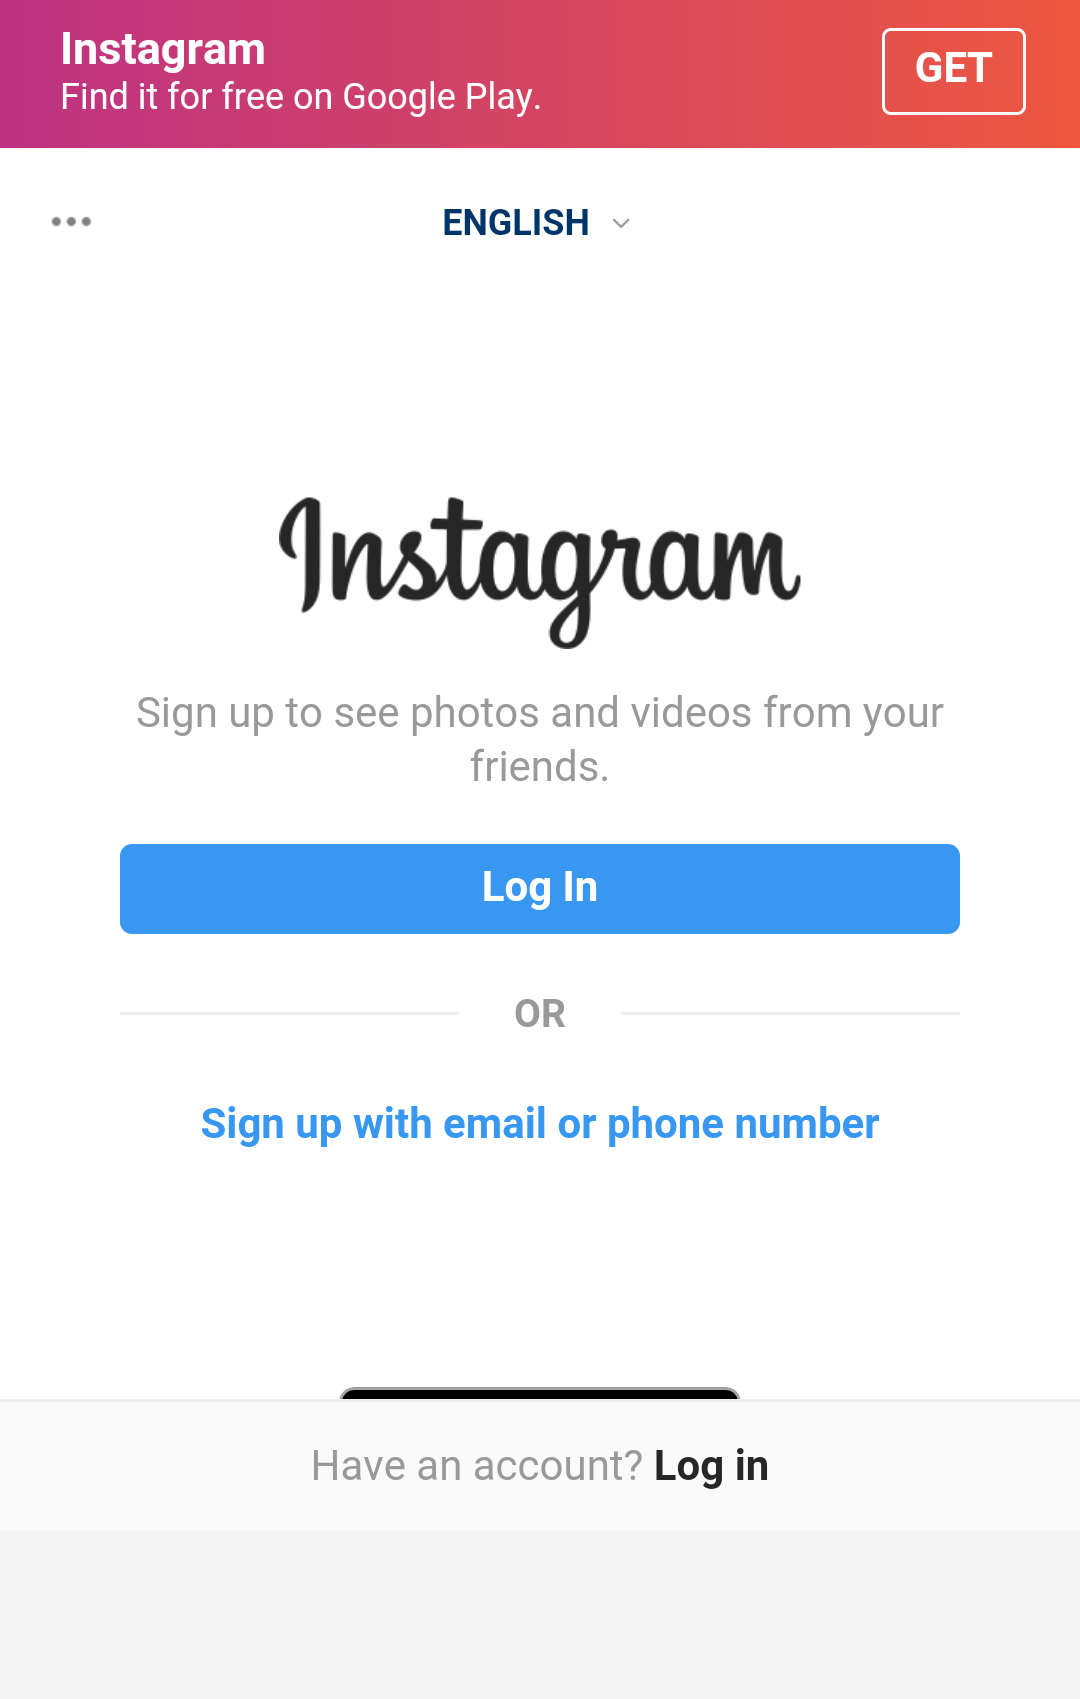 Instagram
Find it for free on Google Play.
GET
ENGLISH
Instagram
Sign up to see photos and videos from your
friends.
Log In
OR
Sign up with email or phone number
Have an account? Log in